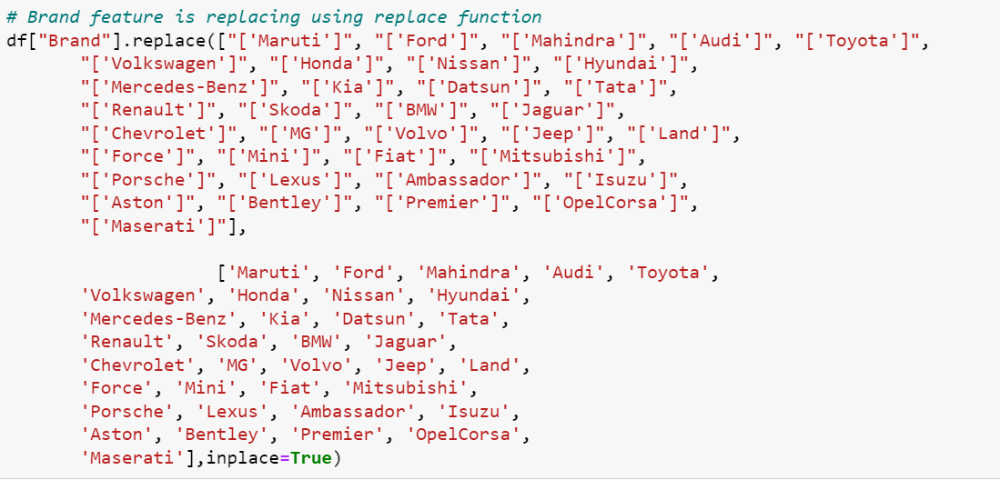 # Brand feature is replacing using replace function
df["Brand"].replace(["['Maruti']", "['Ford']", "['Mahindra']", "['Audi']", "['Toyota']",
"['Volkswagen']", "['Honda']", "['Nissan']", "['Hyundai']",
"['Mercedes-Benz']", "['Kia']", "['Datsun']", "['Tata']",
"['Renault']", "['Skoda']", "['BMW']", "['Jaguar']",
"['Chevrolet']", "['MG']", "['Volvo']", "['Jeep']", "['Land']",
"['Force']", "['Mini']", "['Fiat']", "['Mitsubishi']",
"['Porsche']", "['Lexus']", "['Ambassador']", "['Isuzu']",
"['Aston']", "['Bentley']", "['Premier']", "['OpelCorsa']",
"['Maserati']"],
['Maruti', 'Ford', 'Mahindra', 'Audi', 'Toyota',
'Volkswagen', 'Honda', 'Nissan', 'Hyundai',
'Mercedes-Benz', 'Kia', 'Datsun', 'Tata',
'Renault', 'Skoda', 'BMW', 'Jaguar',
'Chevrolet', 'MG', 'Volvo', 'Jeep', 'Land',
'Force', 'Mini', 'Fiat', 'Mitsubishi',
'Porsche', 'Lexus', 'Ambassador', 'Isuzu',
'Aston', 'Bentley', 'Premier', 'OpelCorsa',
'Maserati'],inplace=True)